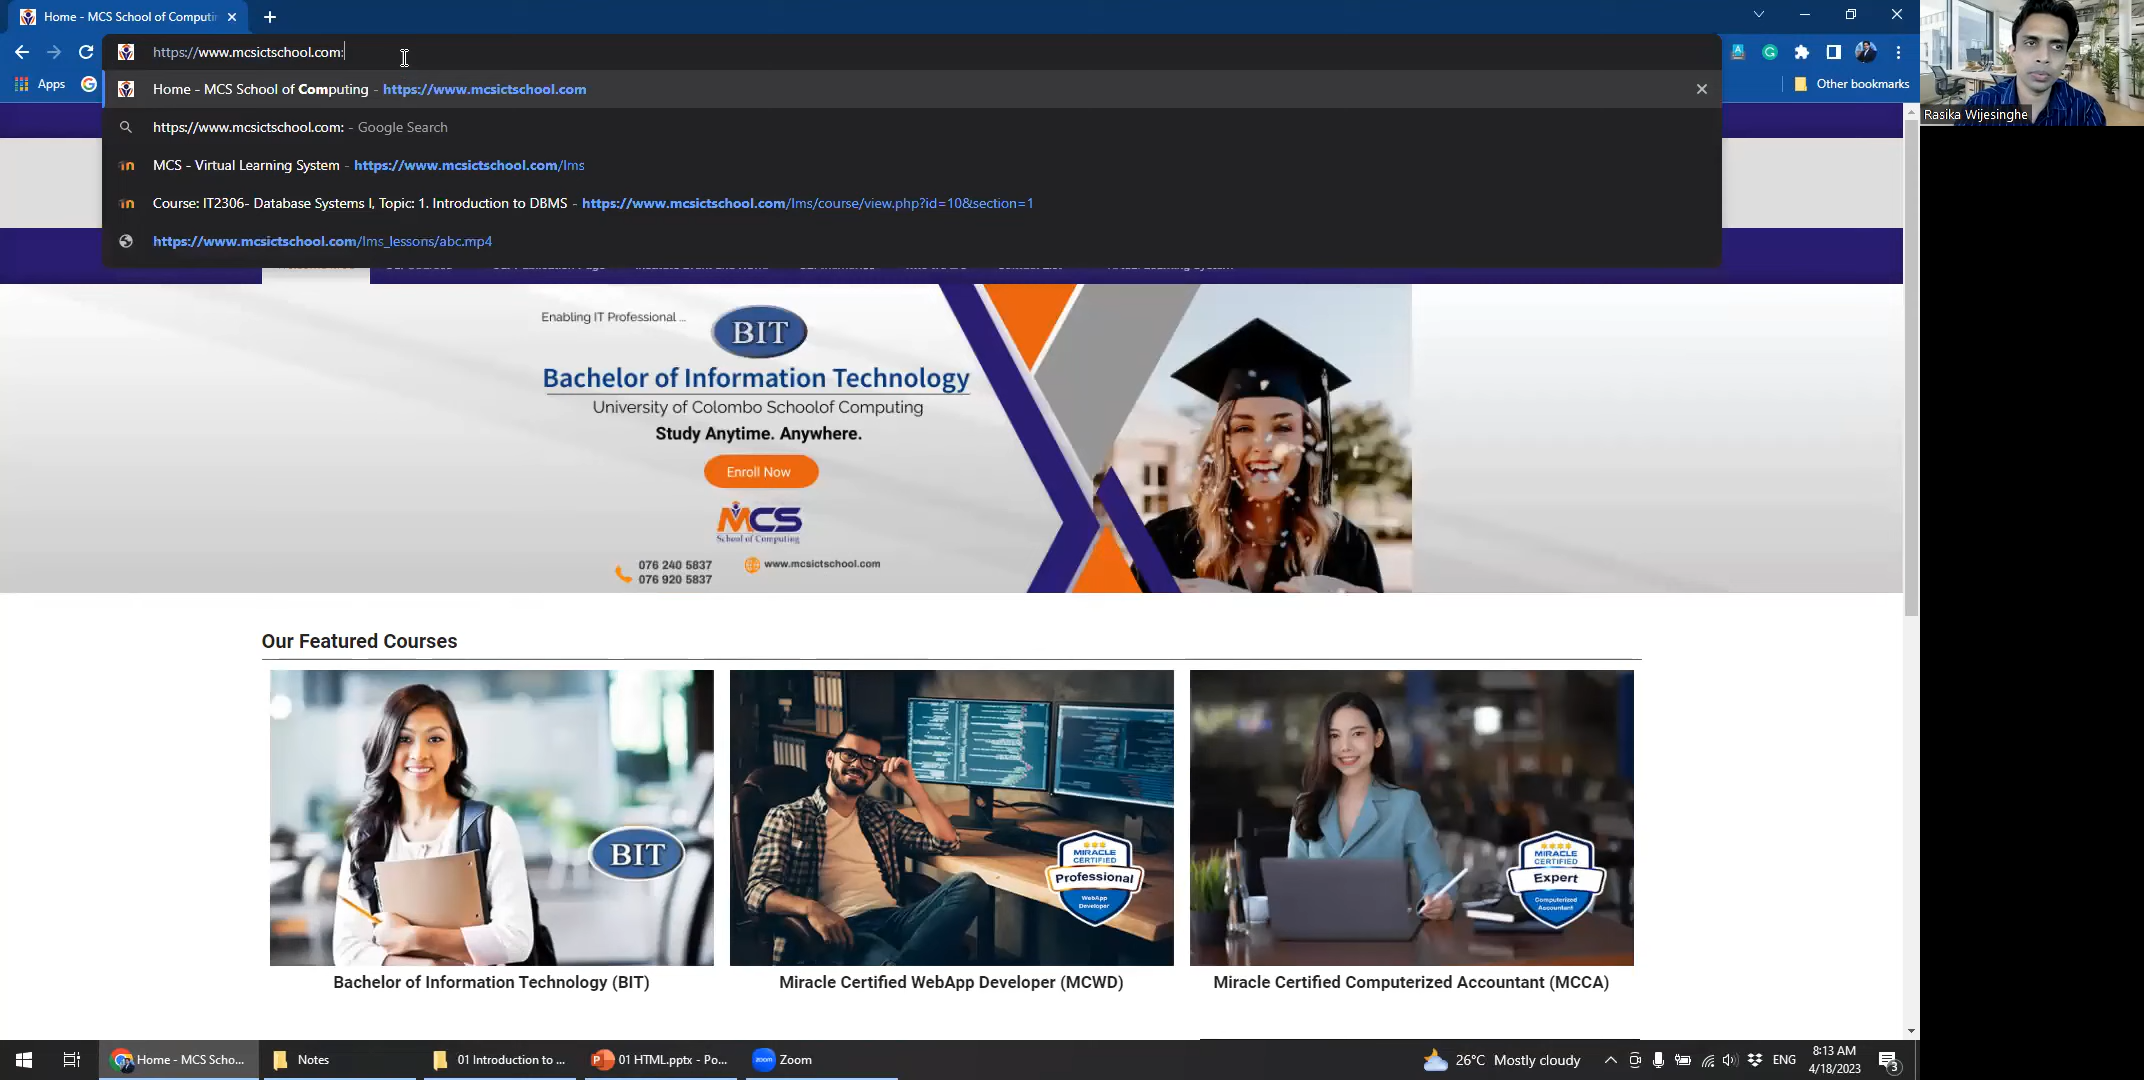 Home - MCS School of Computin
https://www.mcsictschool.com:
Apps
Other bookmarks
Home - MCS School of Computing - https://www.mcsictschool.com
https://www.mcsictschool.com: - Google Search
MCS - Virtual Learning System - https://www.mcsictschool.com/lms
Course: IT2306- Database Systems I, Topic: 1. Introduction to DBMS - https://www.mcsictschool.com/lms/course/view.php?id=10&section=1
https://www.mcsictschool.com/lms_lessons/abc.mp4
Rasika Wijesinghe
Enabling IT Professional ...
BIT
Bachelor of Information Technology
University of Colombo Schoolof Computing
Study Anytime. Anywhere.
Enroll Now
MCS
School of Computing
076 240 5837
076 920 5837
www.mcsictschool.com
Our Featured Courses
BIT
MIRACLE
CERTIFIED
Professional
WebApp
Developer
MIRACLE
CERTIFIED
Expert
Computerized
Accountant
Bachelor of Information Technology (BIT)
Miracle Certified WebApp Developer (MCWD)
Miracle Certified Computerized Accountant (MCCA)
Home - MCS Scho...
Notes
01 Introduction to ...
01 HTML.pptx - Po...
zoom
Zoom
26°C Mostly cloudy
ENG
8:13 AM
4/18/2023
3